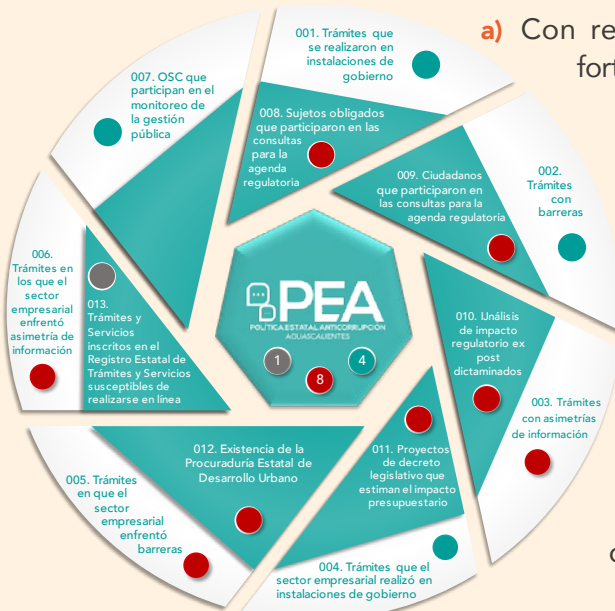 a) Con re
fort
001. Trámites que
se realizaron en
instalaciones de
gobierno
007. OSC que
participan en el
monitoreo de
la gestión
pública
008. Sujetos obligados
que participaron en las
consultas
para la
agenda
regulatoria
009. Ciudadanos
que participaron en
las consultas para la
agenda regulatoria
002.
Trámites
con
barreras
006.
Trámites en
los que el
sector
empresarial
enfrentó
asimetría de
información
013.
Trámites y
Servicios
inscritos en el
Registro Estatal de
Trámites y Servicios
susceptibles de
realizarse en línea
PEA
POLÍTICA ESTATAL ANTICORRUPCIÓN
AGUASCALIENTES
1
8
4
010. Unálisis
de impacto
regulatorio ex
post
dictaminados
003. Trámites
con asimetrías
de información
012. Existencia de la
Procuraduría Estatal de
Desarrollo Urbano
011. Proyectos
de decreto
legislativo que
estiman el impacto
presupuestario
005. Trámites
en que el
sector
empresarial
enfrentó
barreras
004. Trámites que el
sector empresarial realizó en
instalaciones de gobierno